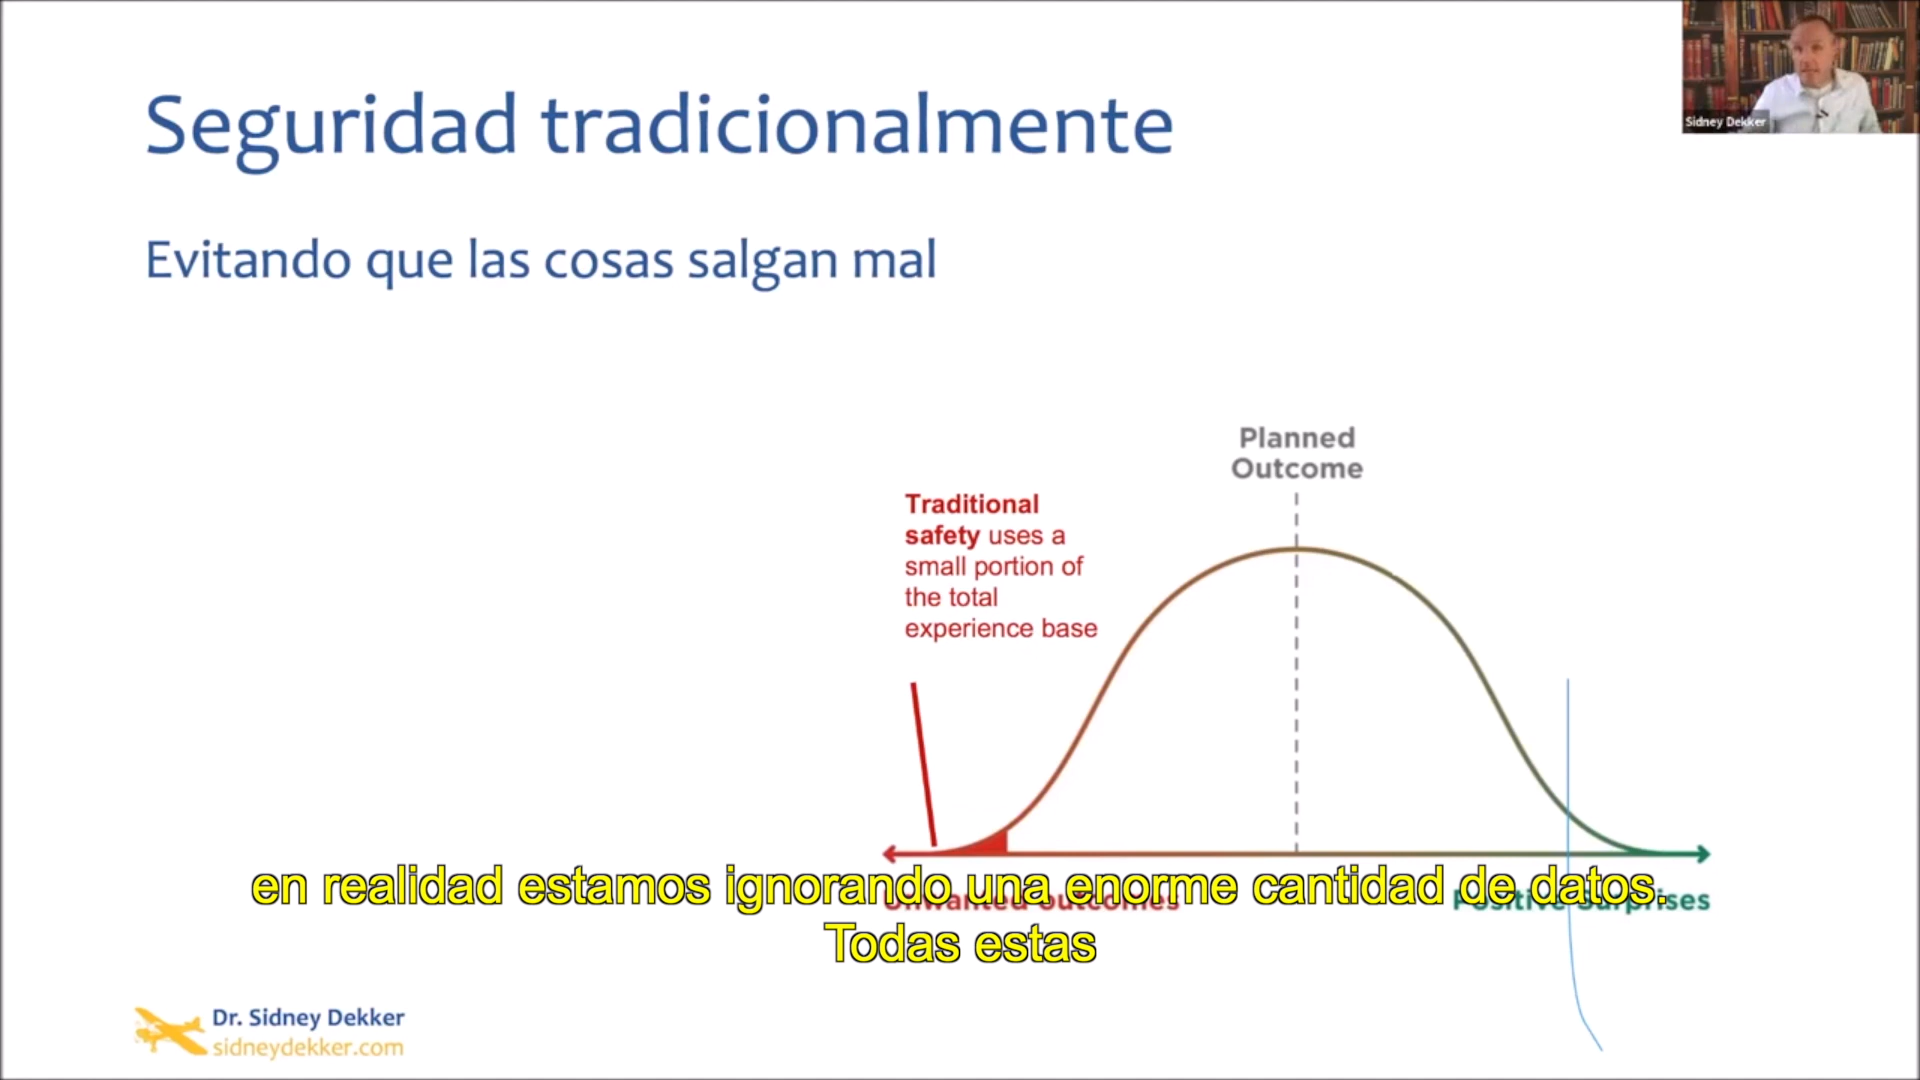 Sidney Dekker
Seguridad tradicionalmente
Evitando que las cosas salgan mal
Planned
Outcome
Traditional
safety uses a
small portion of
the total
experience base
Unwanted outcomes
Positive Surprises
en realidad estamos ignorando una enorme cantidad de datos.
Todas estas
Dr. Sidney Dekker
sidneydekker.com